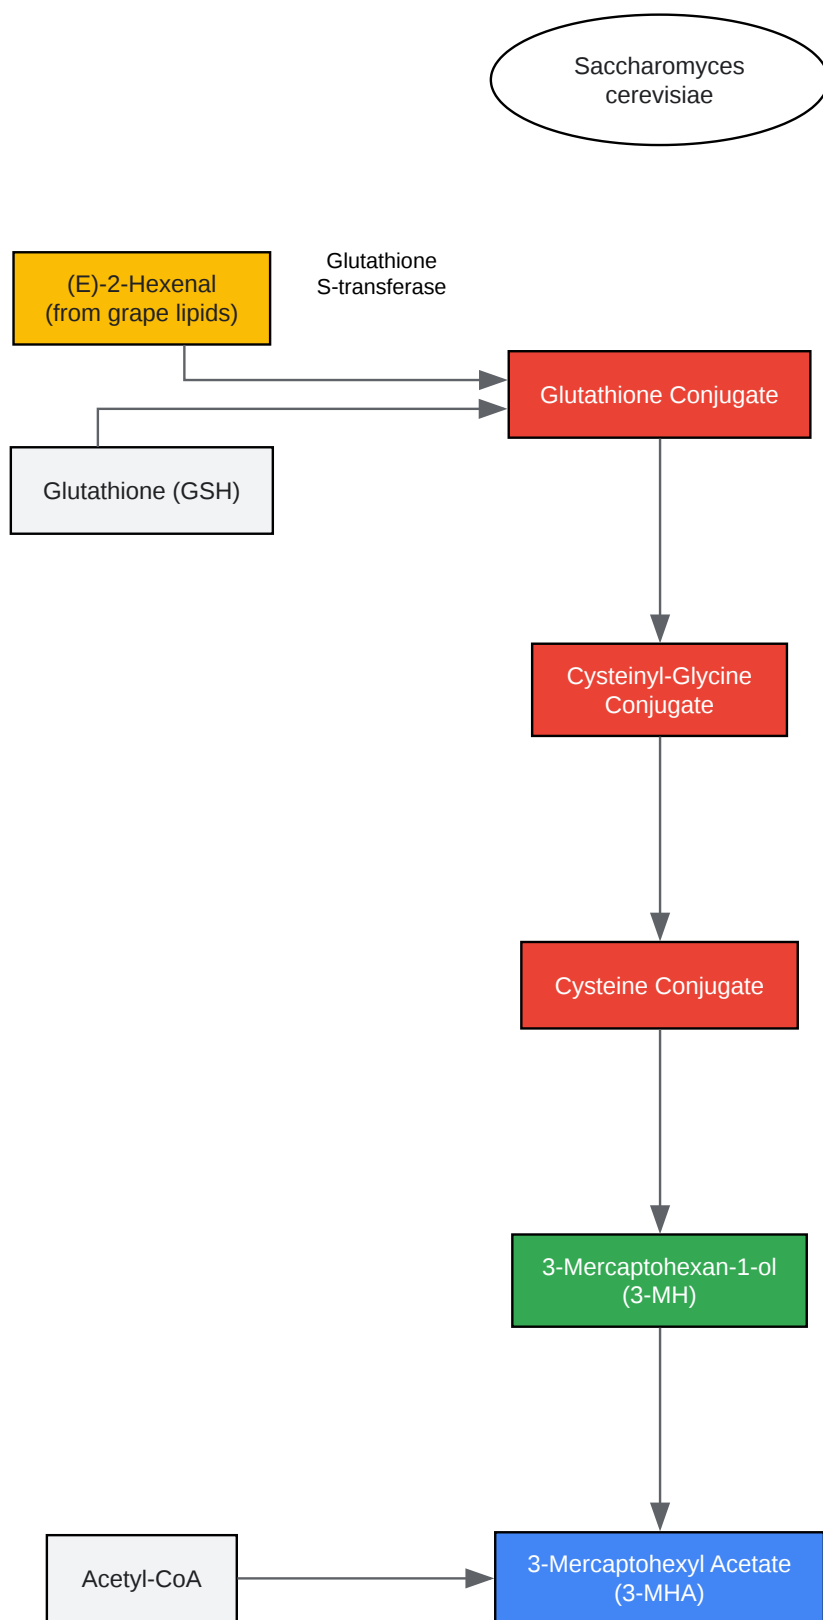 Saccharomyces
cerevisiae
(E)-2-Hexenal
(from grape lipids)
Glutathione
S-transferase
Glutathione Conjugate
Glutathione (GSH)
Cysteinyl-Glycine
Conjugate
Cysteine Conjugate
3-Mercaptohexan-1-ol
(3-MH)
Acetyl-CoA
3-Mercaptohexyl Acetate
(3-MHA)